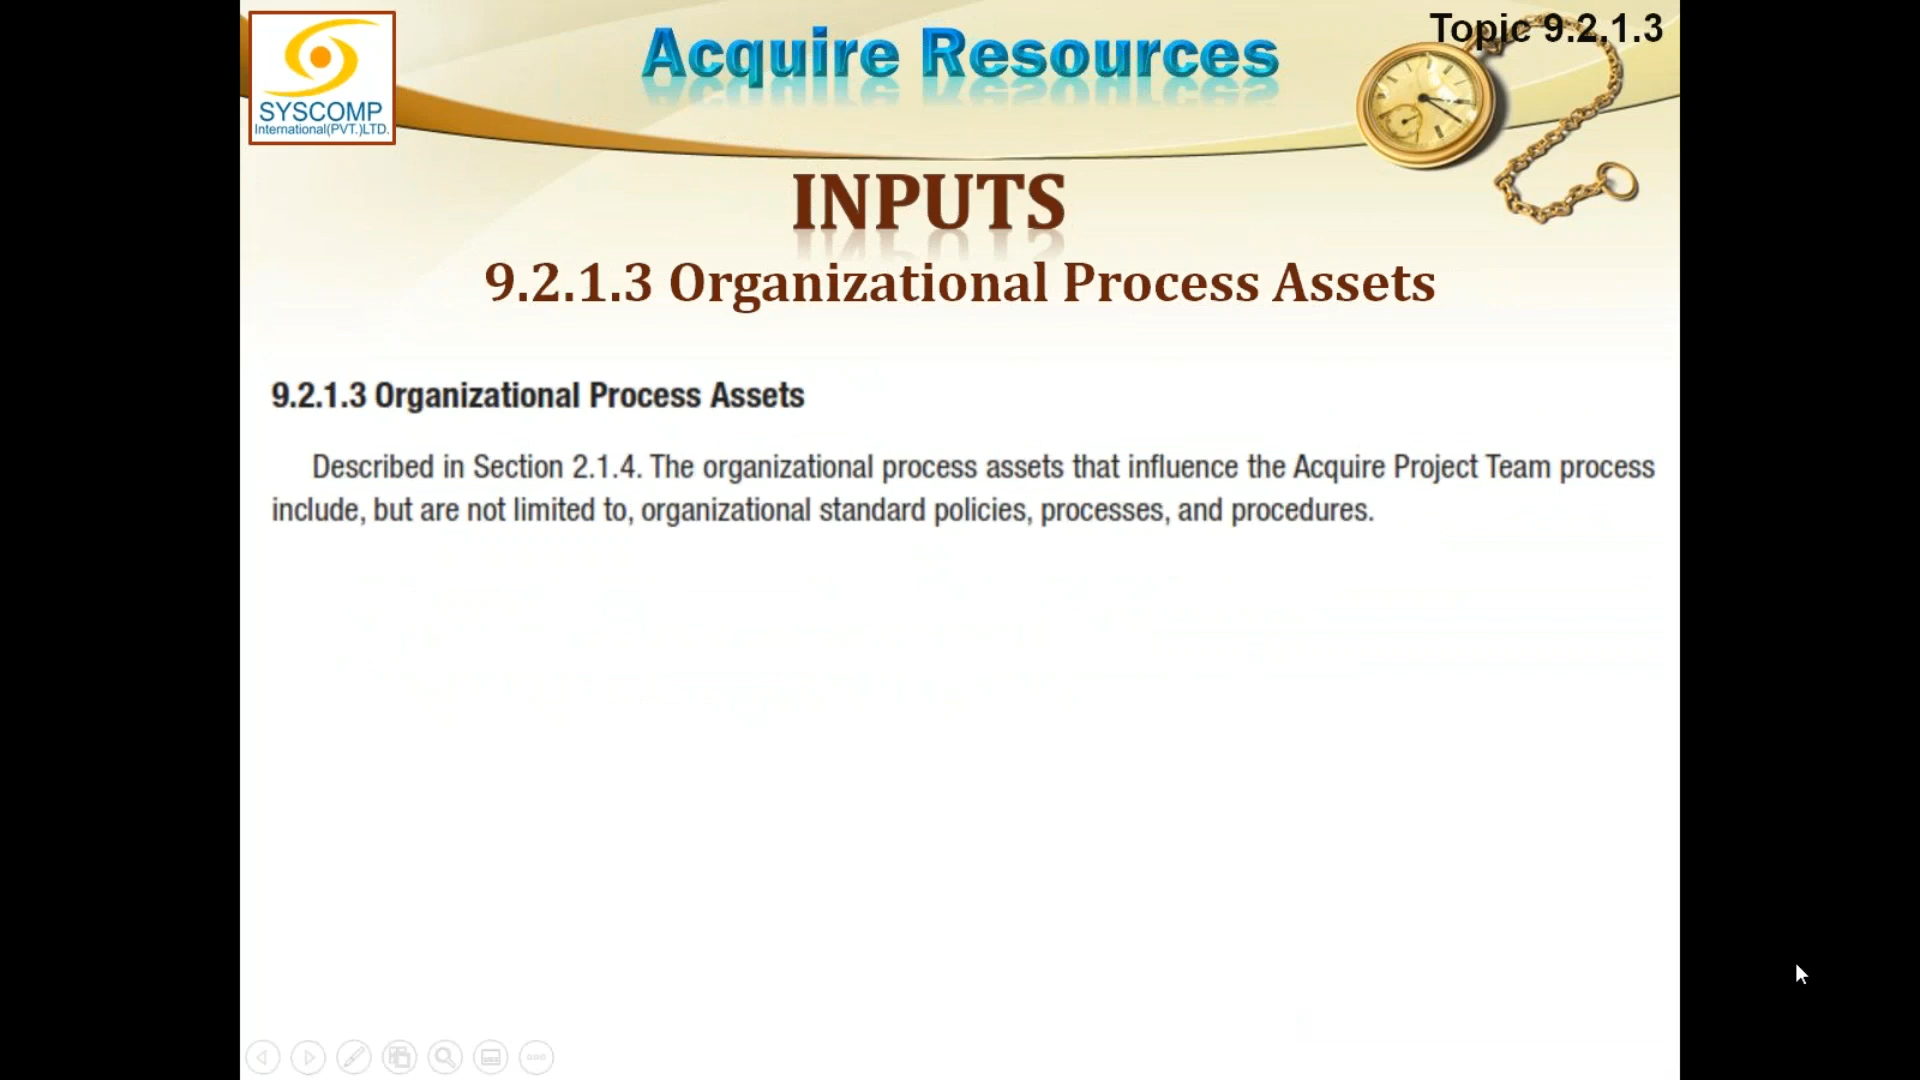 SYSCOMP
International(PVT.)LTD.
Acquire Resources
Topic 9.2.1.3
INPUTS
9.2.1.3 Organizational Process Assets
9.2.1.3 Organizational Process Assets
Described in Section 2.1.4. The organizational process assets that influence the Acquire Project Team process
include, but are not limited to, organizational standard policies, processes, and procedures.